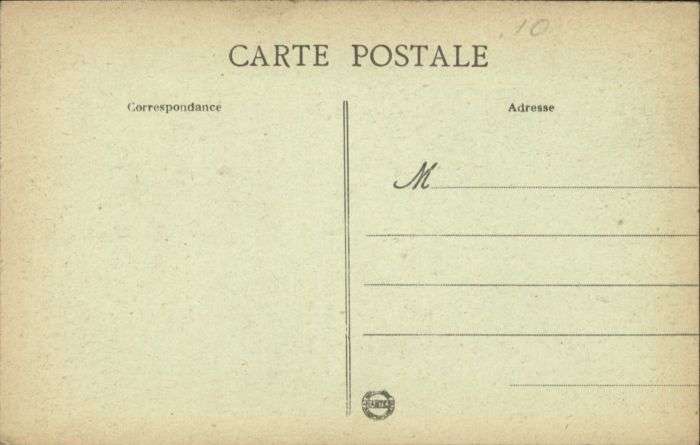 10
CARTE POSTALE
Correspondance
Adresse
M